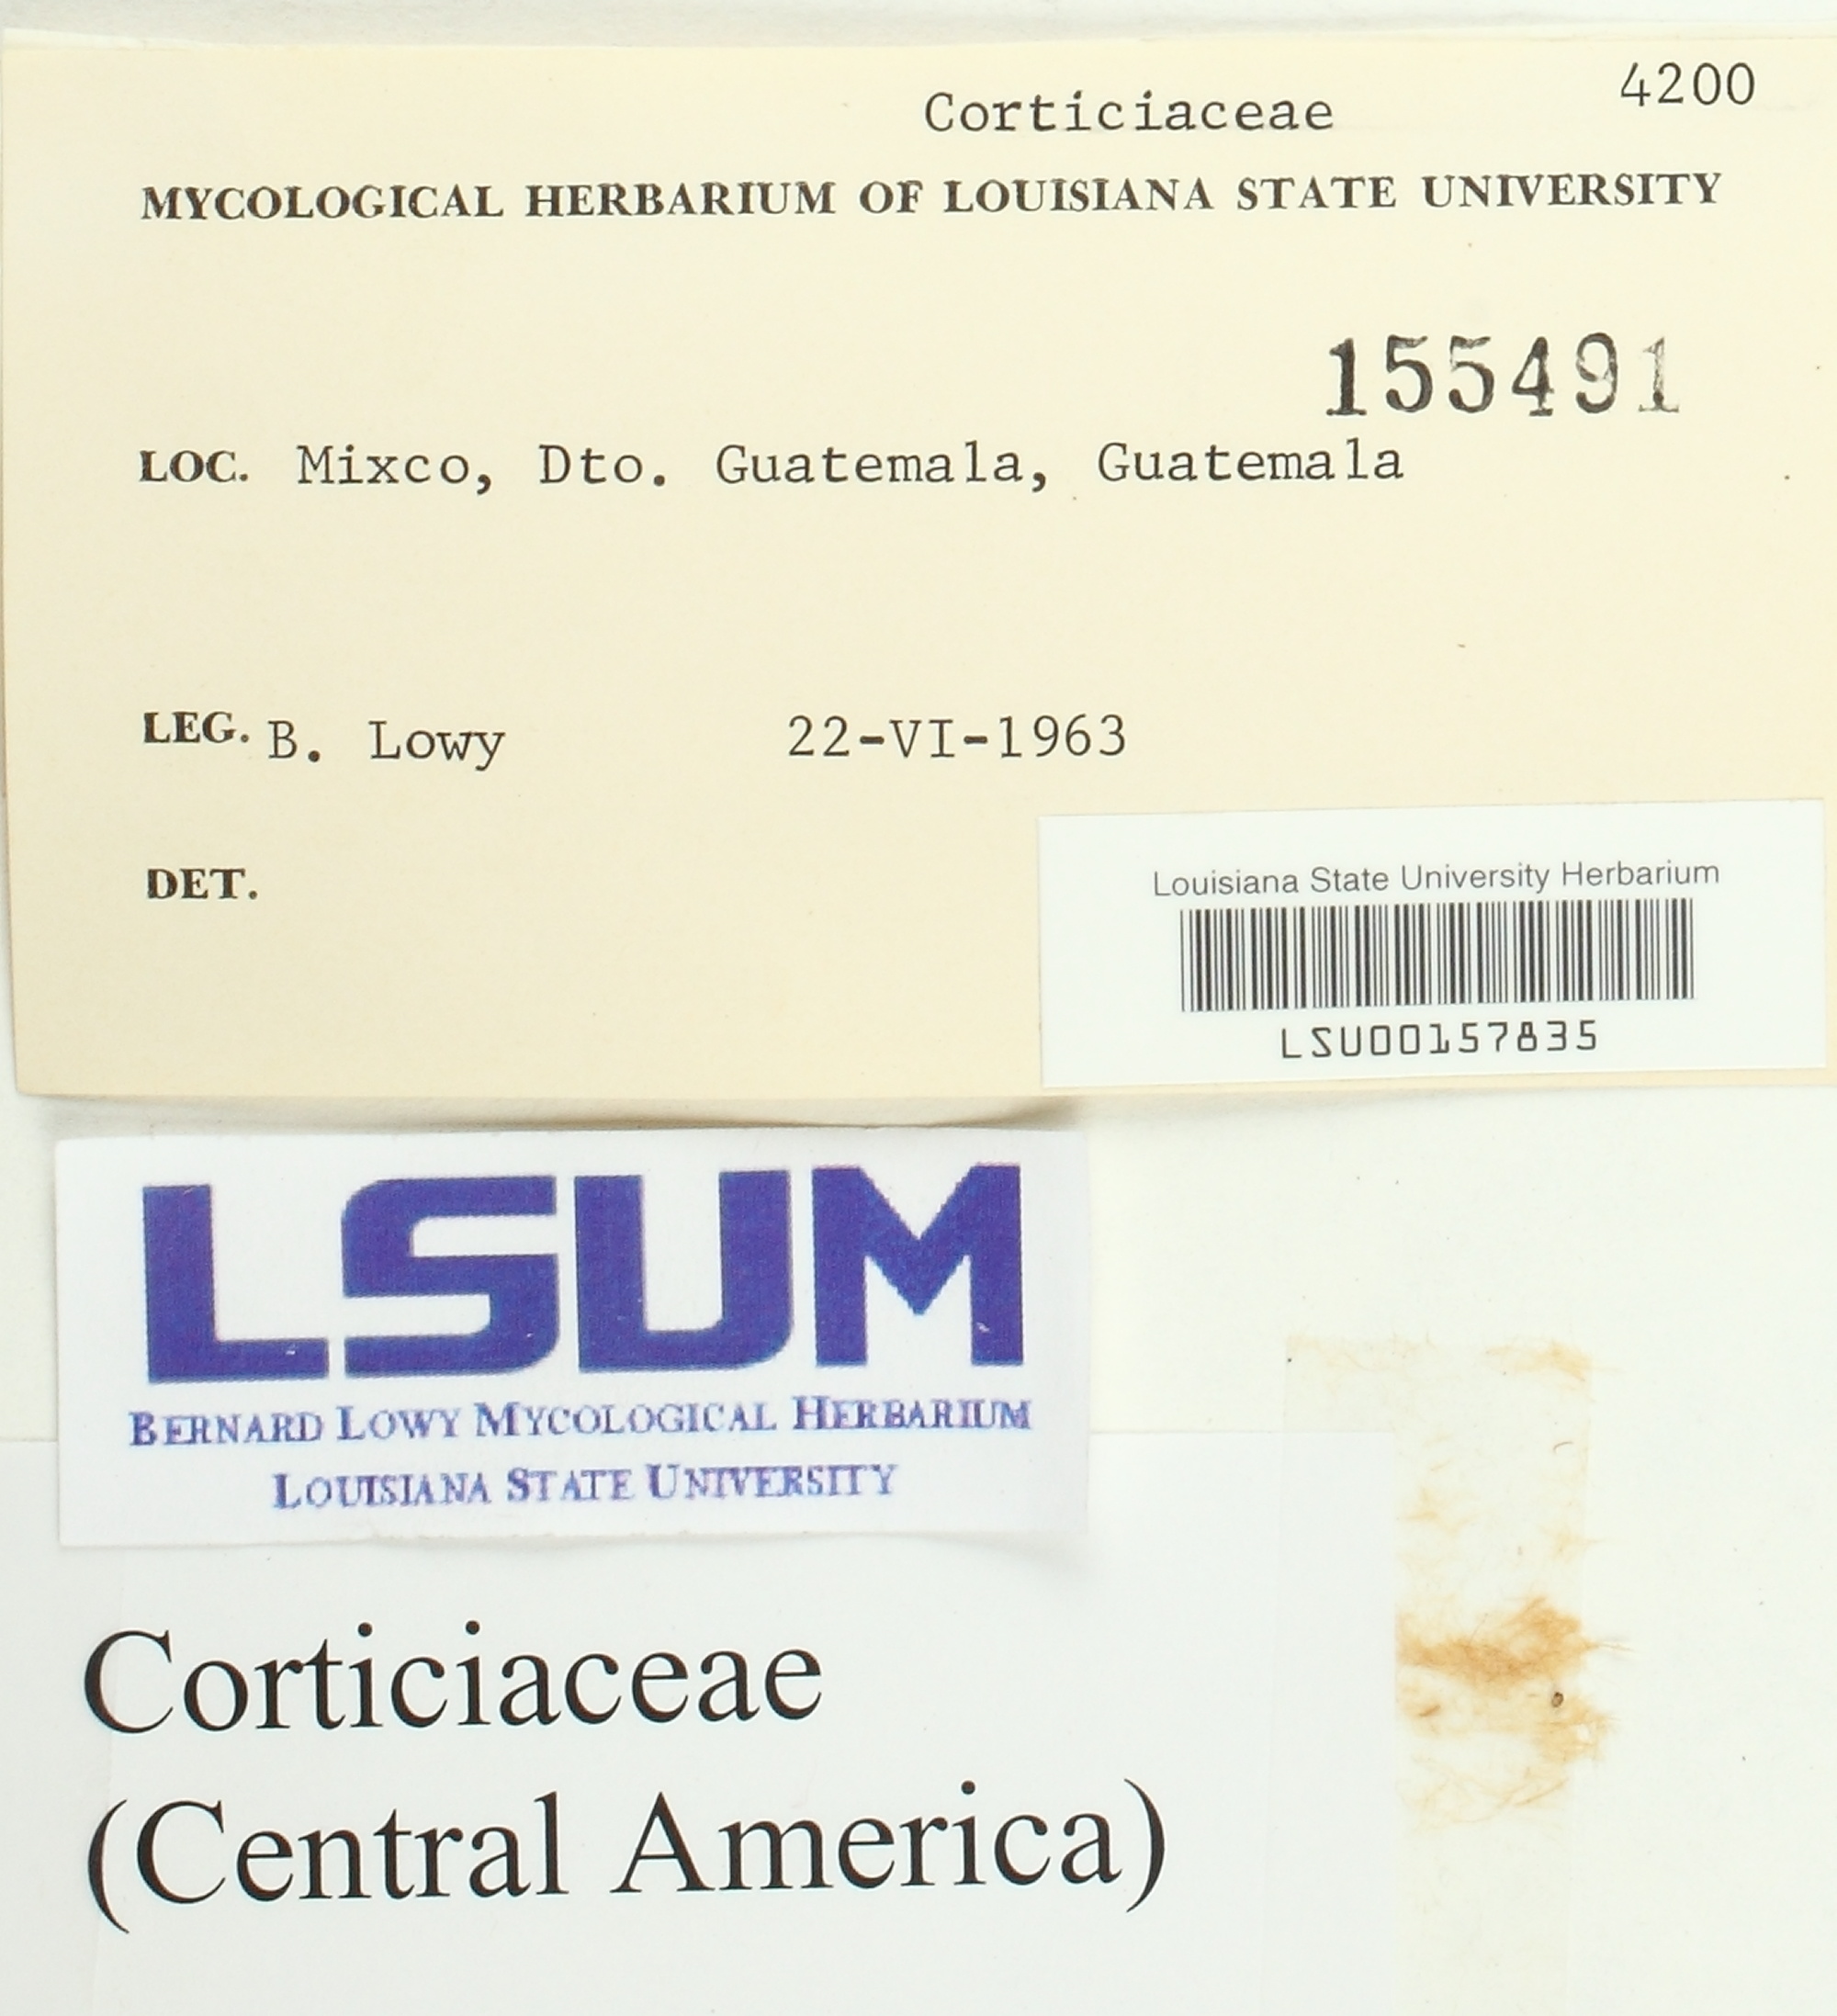 4200
Corticiaceae
MYCOLOGICAL HERBARIUM OF LOUISIANA STATE UNIVERSITY
155491
LOC. Mixco, Dto. Guatemala, Guatemala
LEG. B. Lowy 22-VI-1963
DET.
Louisiana State University Herbarium
LSU00157835
LSUM
BERNARD LOWY MYCOLOGICAL HERBARIUM
LOUISIANA STATE UNIVERSITY
Corticiaceae
(Central America)